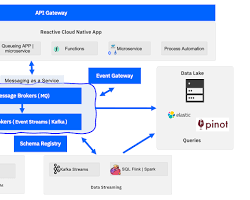 API Gateway
Reactive Cloud Native App
Queueing APP |
microservice
Functions
Microservice
Process Automation
Messaging as a Service
Event Gateway
Data Lake
ssage Brokers ( MQ )
kers ( Event Streams / Kafka )
elastic
pinot
Schema Registry
Queries
Kafka Streams
SQL Flink | Spark
Data Streaming